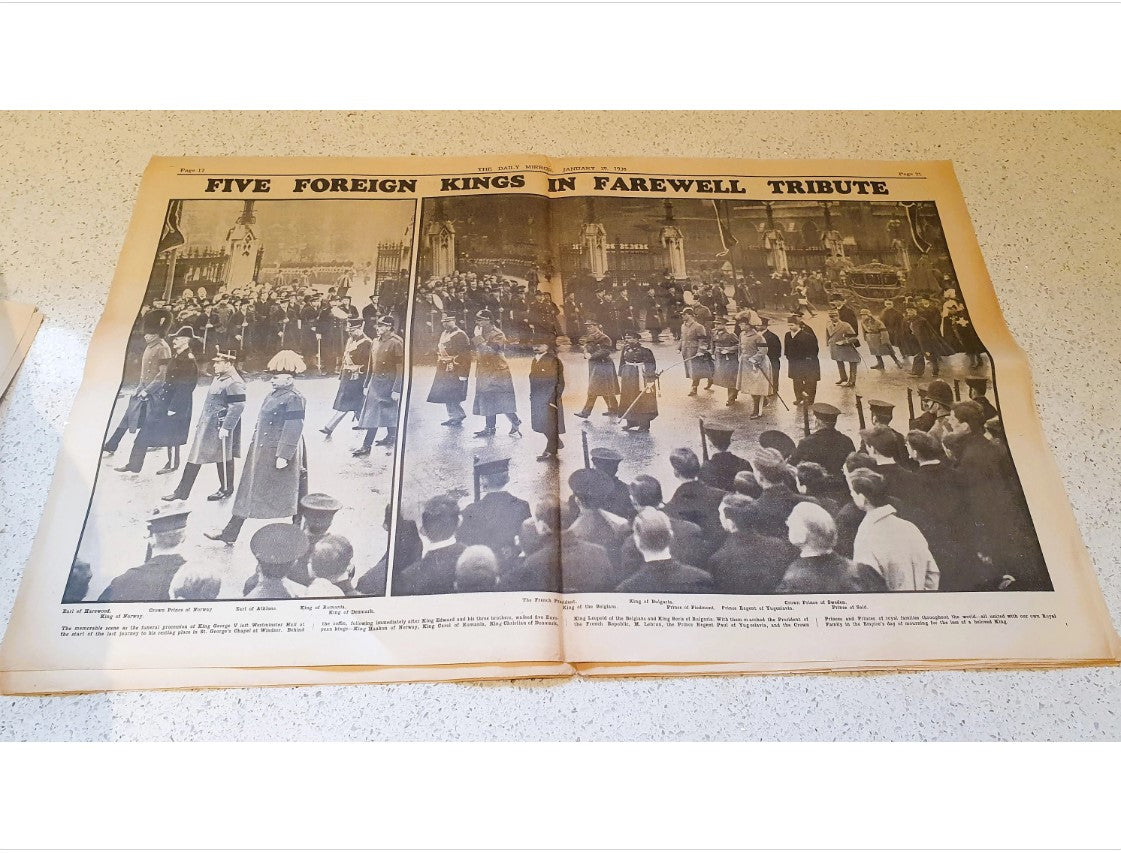 Page 12
THE DAILY MIRROR, JANUARY 1936
Page 21
FIVE FOREIGN KINGS IN FAREWELL TRIBUTE
Earl of Harewood. Crown Prince of Norway Earl of Athlone King of Rumania.
King of Norway. King of Denmark.
The French President. King of Bulgaria. Crown Prince of Sweden.
King of the Belgians. Prince of Piedmont. Prince Regent of Yugoslavia. Prince of Said.
The memorable scene as the funeral procession of King George V left Westminster Hall at
the start of the last journey to his resting place in St. George's Chapel at Windsor. Behind
the coffin, following immediately after King Edward and his three brothers, walked five Euro-
pean kings—King Haakon of Norway, King Carol of Rumania, King Christian of Denmark,
King Leopold of the Belgians and King Boris of Bulgaria. With them marched the President of
the French Republic, M. Lebrun, the Prince Regent Paul of Yugoslavia, and the Crown
Princes and Princes of royal families throughout the world—all united with our own Royal
Family in the Empire's day of mourning for the loss of a beloved King.